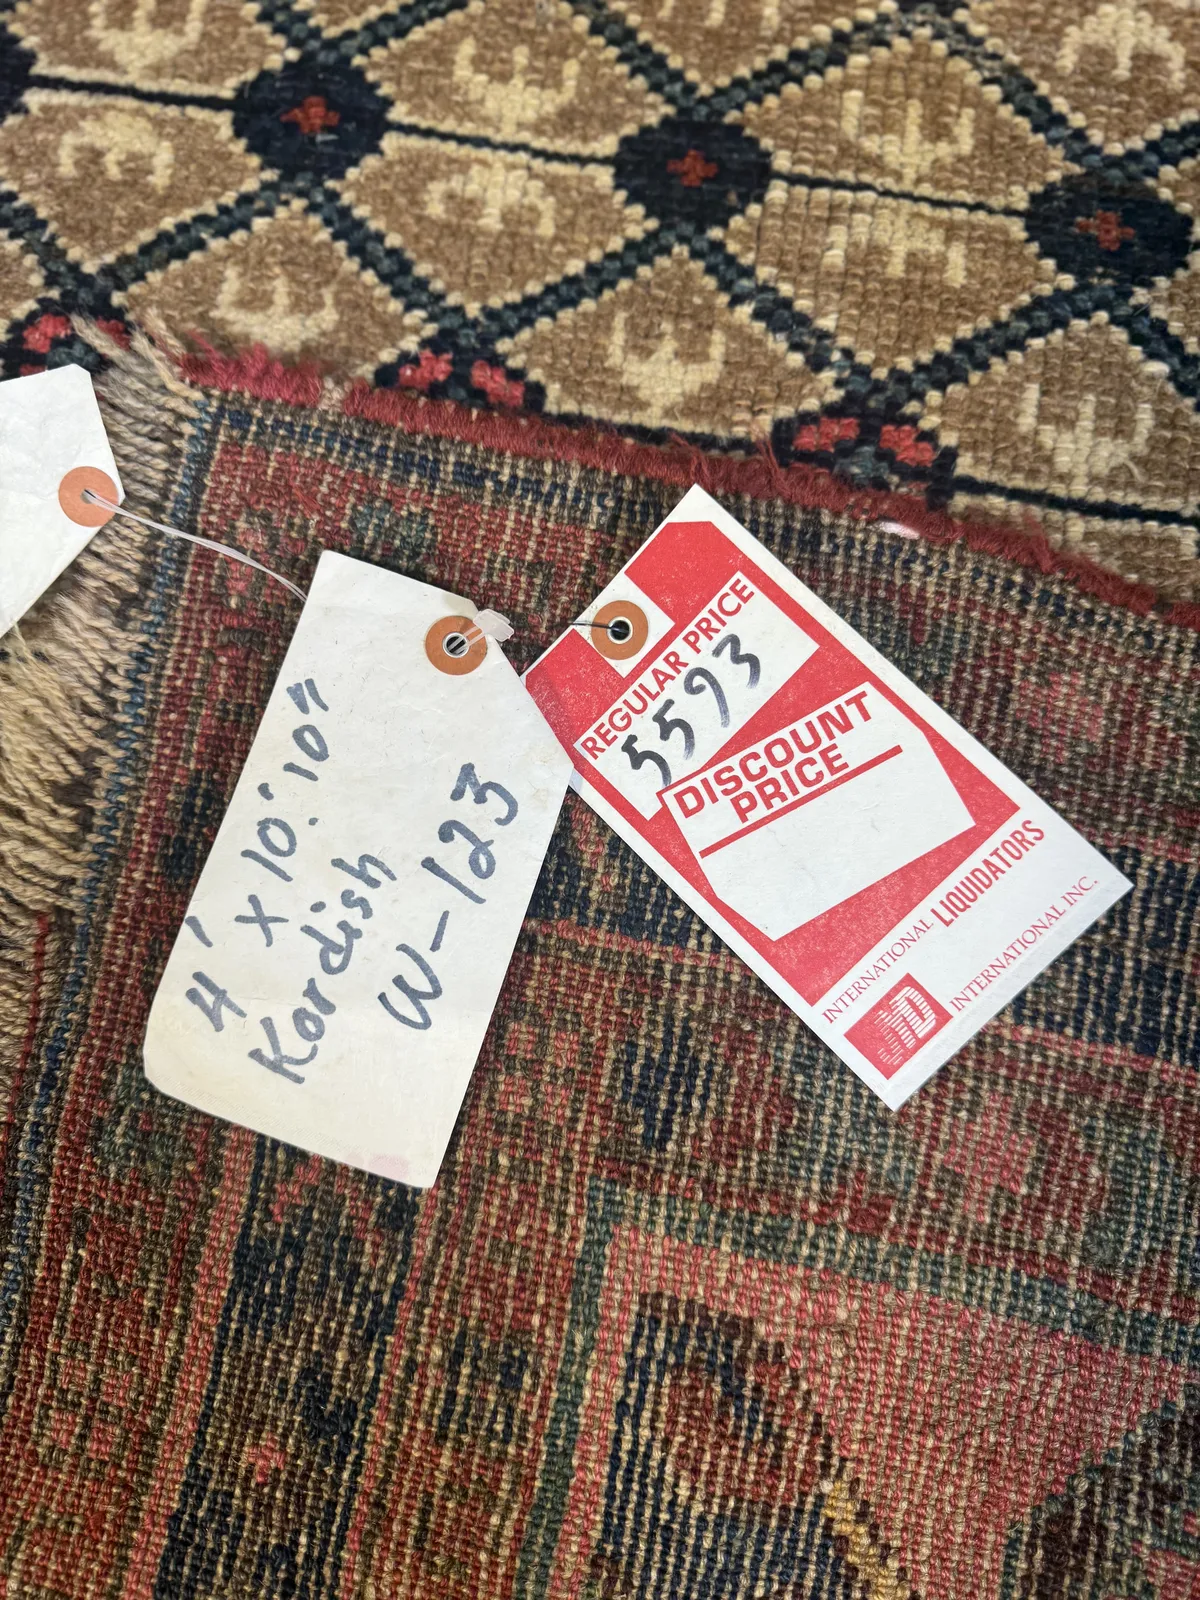 4' x 10'.10"
Kordish
W-123
REGULAR PRICE
5593
DISCOUNT
PRICE
INTERNATIONAL LIQUIDATORS
INTERNATIONAL INC.